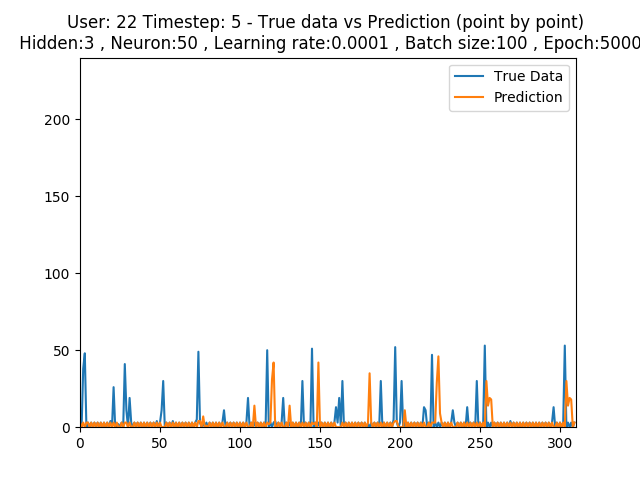 User: 22 Timestep: 5 - True data vs Prediction (point by point)
Hidden:3 , Neuron:50 , Learning rate:0.0001 , Batch size:100 , Epoch:5000
True Data
Prediction
200
150
100
50
0
0 50 100 150 200 250 300